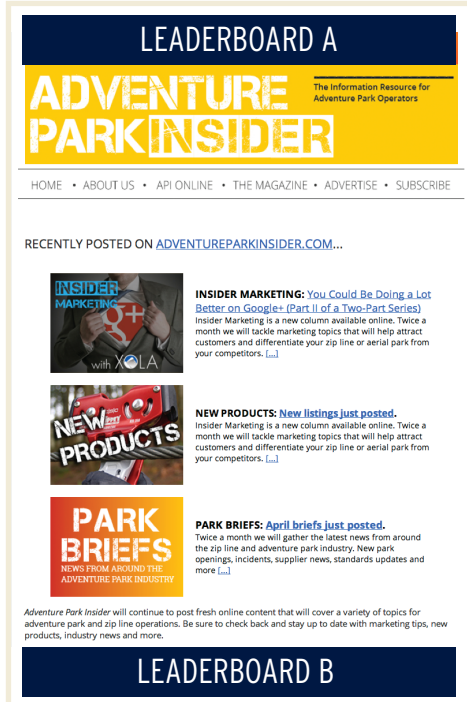 LEADERBOARD A
ADVENTURE
PARK INSIDER
The Information Resource for
Adventure Park Operators
HOME • ABOUT US • API ONLINE • THE MAGAZINE • ADVERTISE • SUBSCRIBE
RECENTLY POSTED ON ADVENTUREPARKINSIDER.COM...
INSIDER
MARKETING
g+
with XOLA
INSIDER MARKETING: You Could Be Doing a Lot
Better on Google+ (Part II of a Two-Part Series)
Insider Marketing is a new column available online. Twice a
month we will tackle marketing topics that will help attract
customers and differentiate your zip line or aerial park from
your competitors. [...]
NEW
PRODUCTS
NEW PRODUCTS: New listings just posted.
Insider Marketing is a new column available online. Twice a
month we will tackle marketing topics that will help attract
customers and differentiate your zip line or aerial park from
your competitors. [...]
PARK
BRIEFS
NEWS FROM AROUND THE
ADVENTURE PARK INDUSTRY
PARK BRIEFS: April briefs just posted.
Twice a month we will gather the latest news from around
the zip line and adventure park industry. New park
openings, incidents, supplier news, standards updates and
more [...]
Adventure Park Insider will continue to post fresh online content that will cover a variety of topics for
adventure park and zip line operations. Be sure to check back and stay up to date with marketing tips, new
products, industry news and more.
LEADERBOARD B